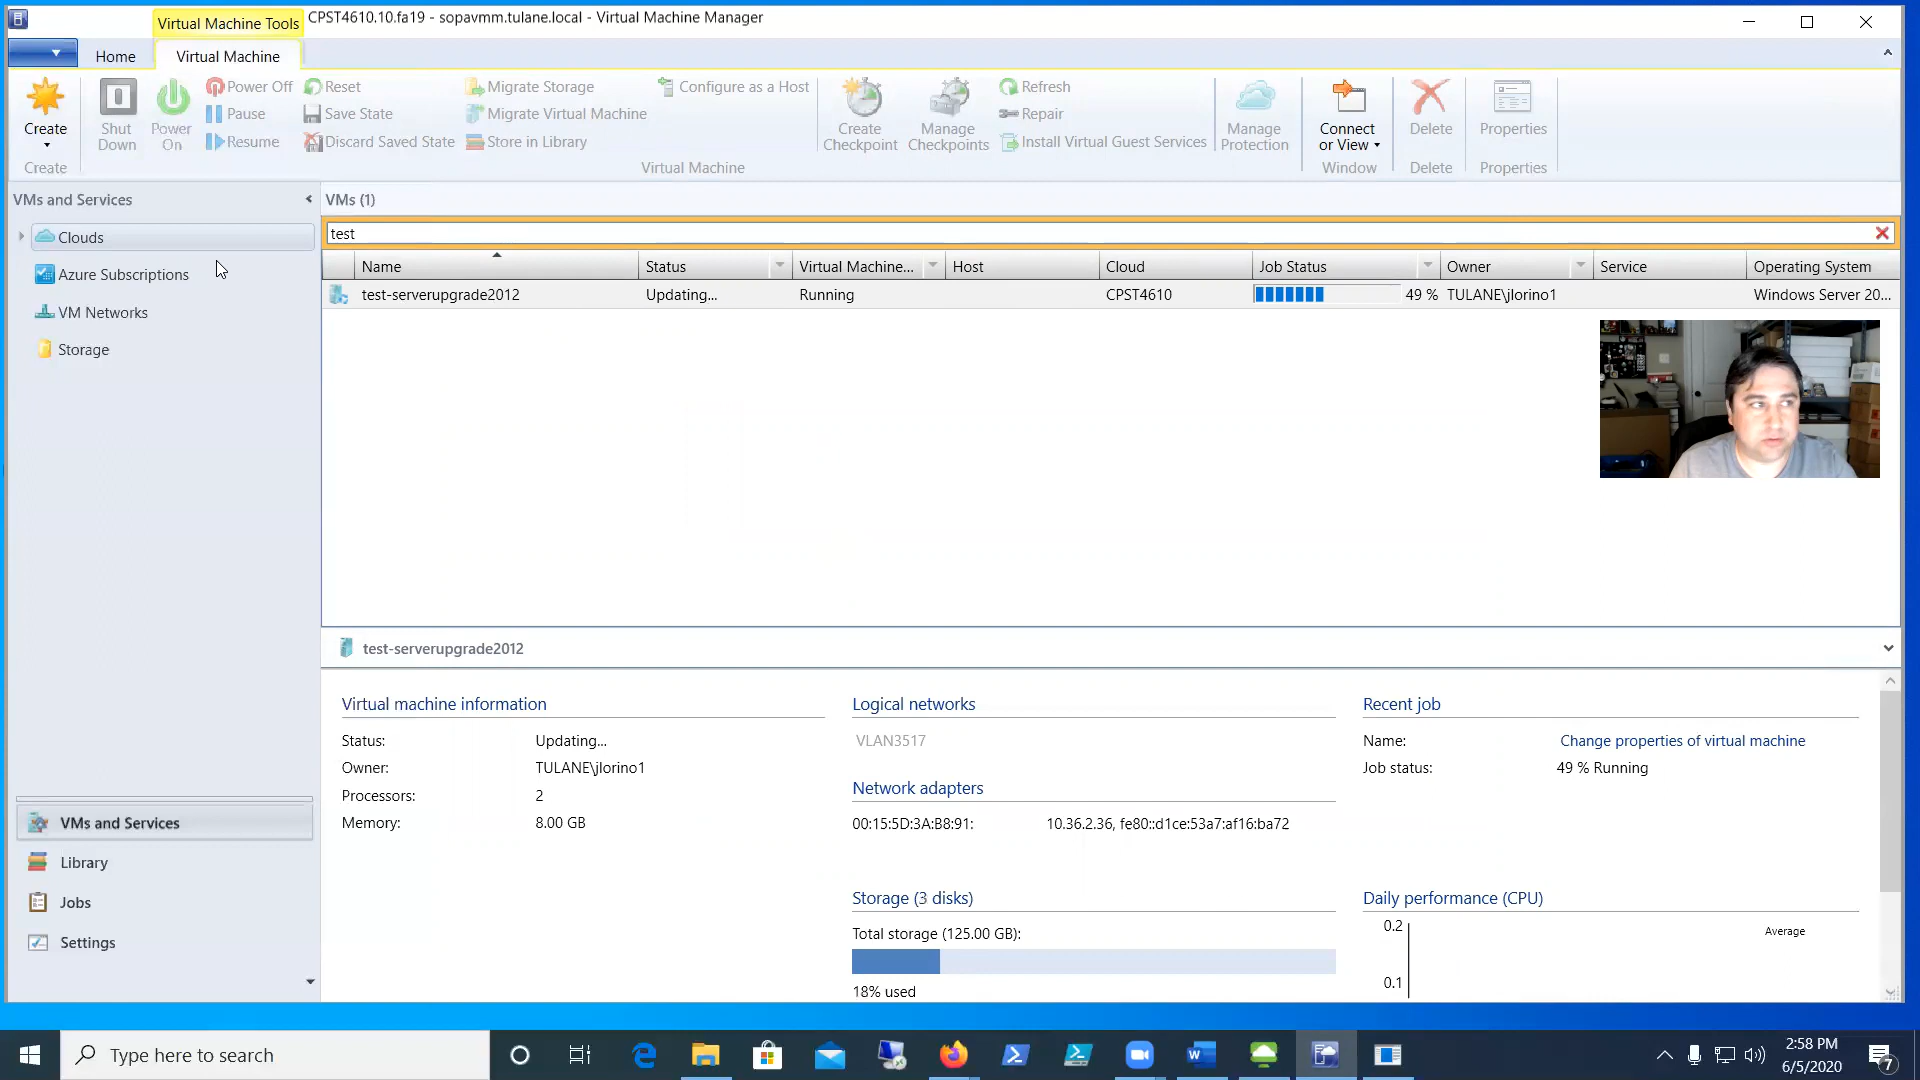 Virtual Machine Tools
CPST4610.10.fa19 - sopavmm.tulane.local - Virtual Machine Manager
Home
Virtual Machine
Create
Shut Down
Power On
Power Off
Pause
Resume
Reset
Save State
Discard Saved State
Migrate Storage
Migrate Virtual Machine
Store in Library
Configure as a Host
Create Checkpoint
Manage Checkpoints
Refresh
Repair
Install Virtual Guest Services
Manage Protection
Connect or View
Delete
Properties
Create
Virtual Machine
Window
Delete
Properties
VMs and Services
Clouds
Azure Subscriptions
VM Networks
Storage
VMs (1)
test
Name Status Virtual Machine... Host Cloud Job Status Owner Service Operating System
test-serverupgrade2012 Updating... Running CPST4610 49 % TULANE\jlorino1 Windows Server 20...
test-serverupgrade2012
Virtual machine information
Status: Updating...
Owner: TULANE\jlorino1
Processors: 2
Memory: 8.00 GB
Logical networks
VLAN3517
Network adapters
00:15:5D:3A:B8:91: 10.36.2.36, fe80::d1ce:53a7:af16:ba72
Storage (3 disks)
Total storage (125.00 GB):
18% used
Recent job
Name: Change properties of virtual machine
Job status: 49 % Running
Daily performance (CPU)
0.2
Average
0.1
VMs and Services
Library
Jobs
Settings
Type here to search
2:58 PM
6/5/2020
7